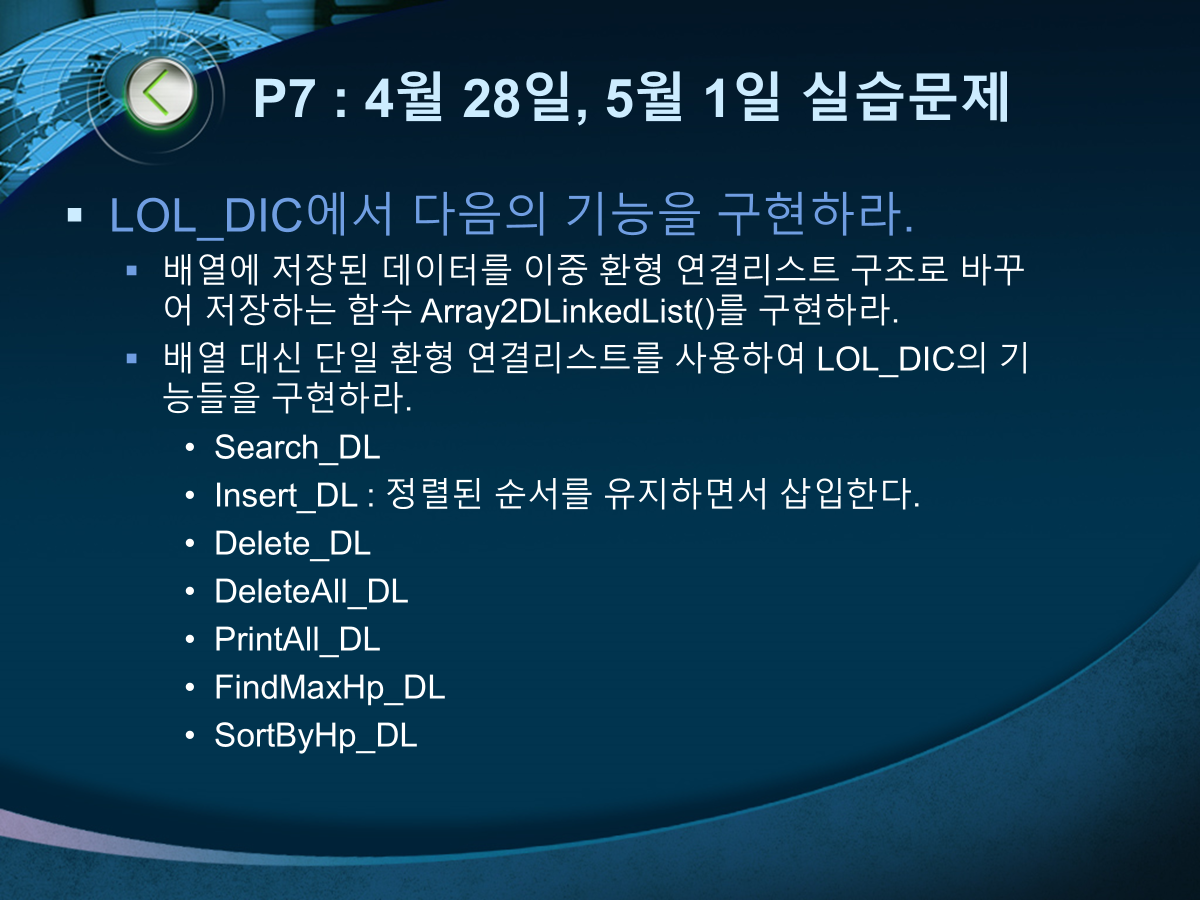 P7 : 4월 28일, 5월 1일 실습문제
▪ LOL_DIC에서 다음의 기능을 구현하라.
▪ 배열에 저장된 데이터를 이중 환형 연결리스트 구조로 바꾸
어 저장하는 함수 Array2DLinkedList()를 구현하라.
▪ 배열 대신 단일 환형 연결리스트를 사용하여 LOL_DIC의 기
능들을 구현하라.
• Search_DL
• Insert_DL : 정렬된 순서를 유지하면서 삽입한다.
• Delete_DL
• DeleteAll_DL
• PrintAll_DL
• FindMaxHp_DL
• SortByHp_DL